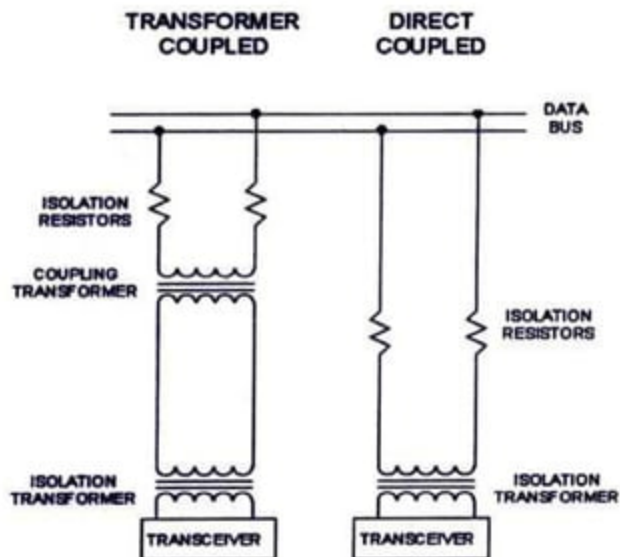 TRANSFORMER
COUPLED
DIRECT
COUPLED
DATA
BUS
ISOLATION
RESISTORS
COUPLING
TRANSFORMER
ISOLATION
RESISTORS
ISOLATION
TRANSFORMER
ISOLATION
TRANSFORMER
TRANSCEIVER
TRANSCEIVER